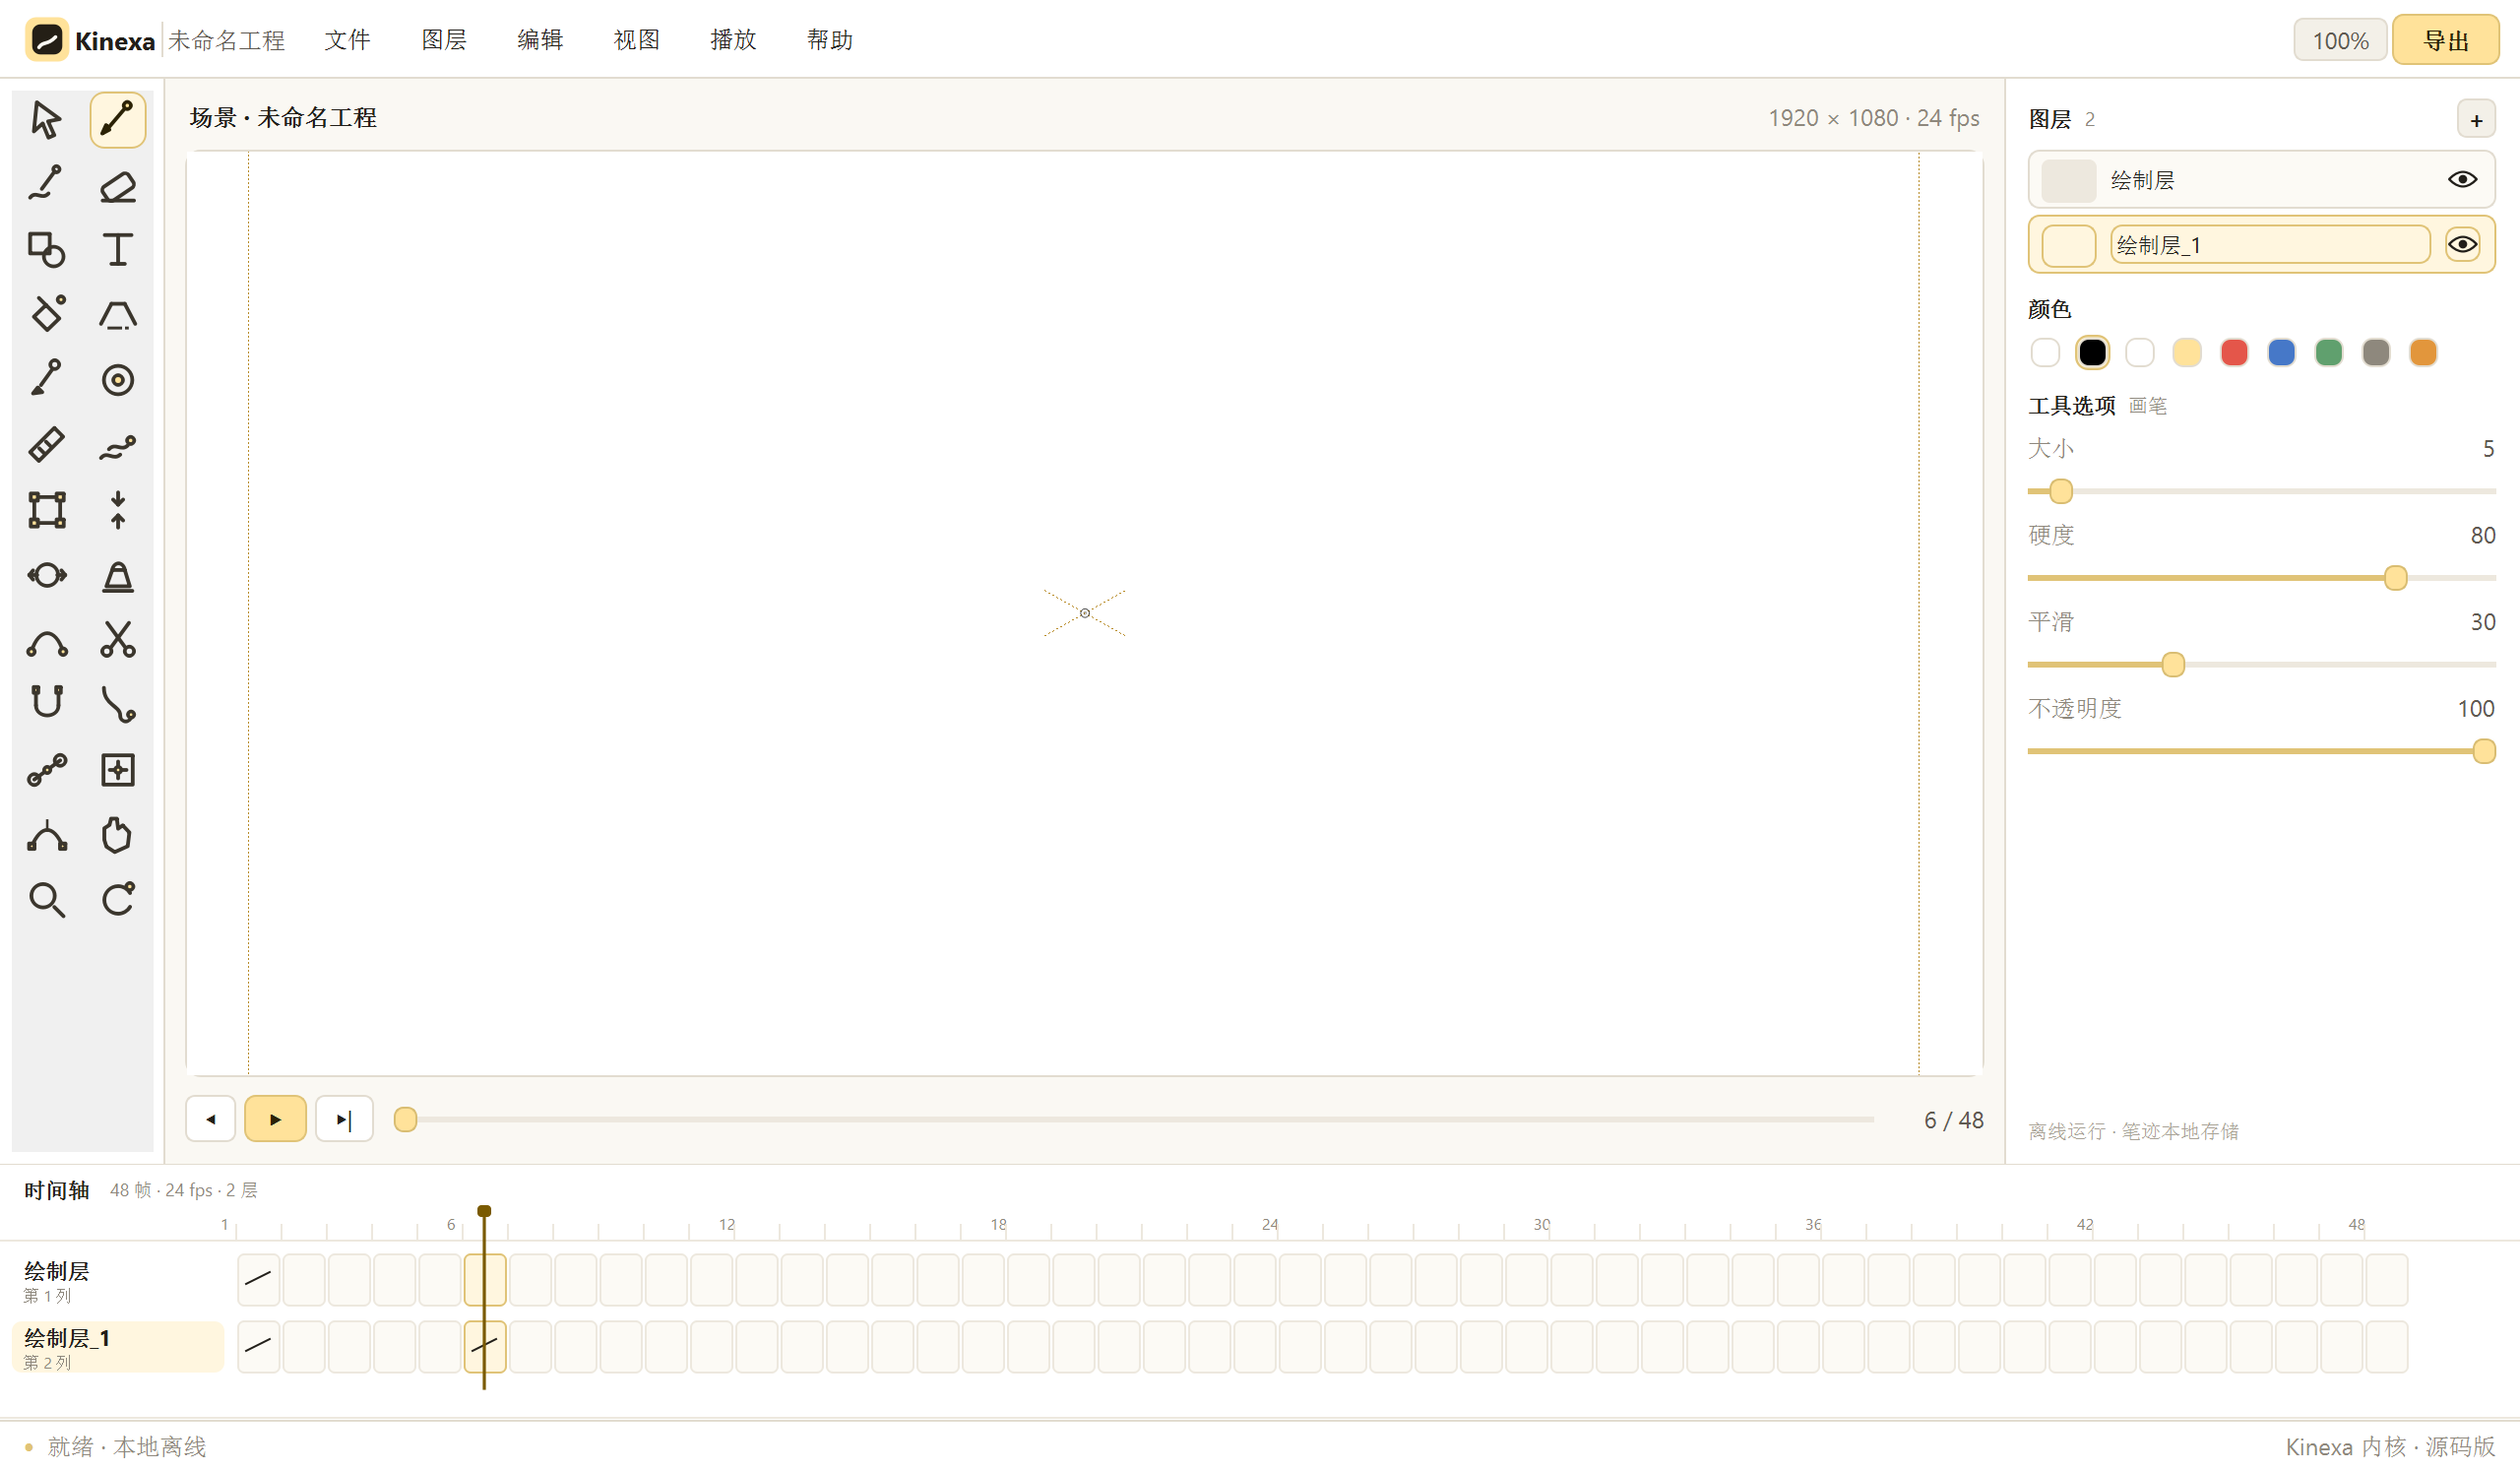 Kinexa 未命名工程 文件 图层 编辑 视图 播放 帮助 100% 导出
场景 · 未命名工程 1920 × 1080 · 24 fps
图层 2 +
绘制层
绘制层_1
颜色
工具选项 画笔
大小 5
硬度 80
平滑 30
不透明度 100
6 / 48
离线运行 · 笔迹本地存储
时间轴 48 帧 · 24 fps · 2 层
1 6 12 18 24 30 36 42 48
绘制层
第 1 列
绘制层_1
第 2 列
就绪 · 本地离线 Kinexa 内核 · 源码版